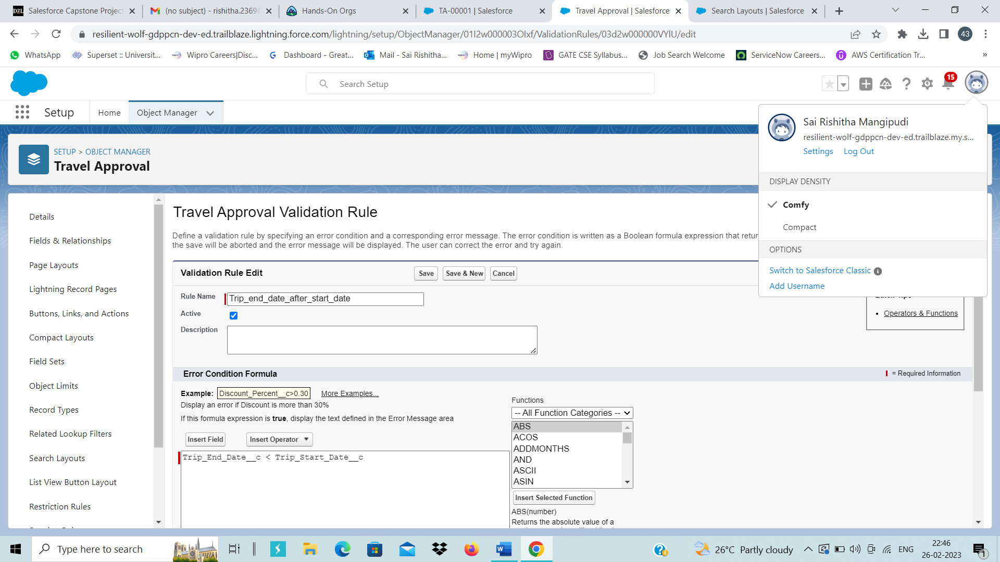 Salesforce Capstone Project
(no subject) - rishitha.2369@
Hands-On Orgs
TA-00001 | Salesforce
Travel Approval | Salesforce
Search Layouts | Salesforce
resilient-wolf-gdppcn-dev-ed.trailblaze.lightning.force.com/lightning/setup/ObjectManager/01I2w000003OIxf/ValidationRules/03d2w000000VYlU/edit
43
WhatsApp
Superset :: Universit...
Wipro Careers|Disc...
Dashboard - Great...
Mail - Sai Rishitha...
Home | myWipro
GATE CSE Syllabus...
Job Search Welcome
ServiceNow Careers...
AWS Certification Tr...
»
Search Setup
15
Setup
Home
Object Manager
Sai Rishitha Mangipudi
resilient-wolf-gdppcn-dev-ed.trailblaze.my.s...
Settings Log Out
DISPLAY DENSITY
Comfy
Compact
OPTIONS
Switch to Salesforce Classic
Add Username
SETUP > OBJECT MANAGER
Travel Approval
Details
Fields & Relationships
Page Layouts
Lightning Record Pages
Buttons, Links, and Actions
Compact Layouts
Field Sets
Object Limits
Record Types
Related Lookup Filters
Search Layouts
List View Button Layout
Restriction Rules
Travel Approval Validation Rule
Define a validation rule by specifying an error condition and a corresponding error message. The error condition is written as a Boolean formula expression that retur
the save will be aborted and the error message will be displayed. The user can correct the error and try again.
Validation Rule Edit
Save
Save & New
Cancel
Rule Name
Trip_end_date_after_start_date
Active
Description
• Operators & Functions
Error Condition Formula
= Required Information
Example: Discount_Percent__c>0.30 More Examples...
Display an error if Discount is more than 30%
If this formula expression is true, display the text defined in the Error Message area
Insert Field
Insert Operator
Trip_End_Date__c < Trip_Start_Date__c
Functions
-- All Function Categories --
ABS
ACOS
ADDMONTHS
AND
ASCII
ASIN
Insert Selected Function
ABS(number)
Returns the absolute value of a
Type here to search
26°C Partly cloudy
ENG
22:46
26-02-2023
1